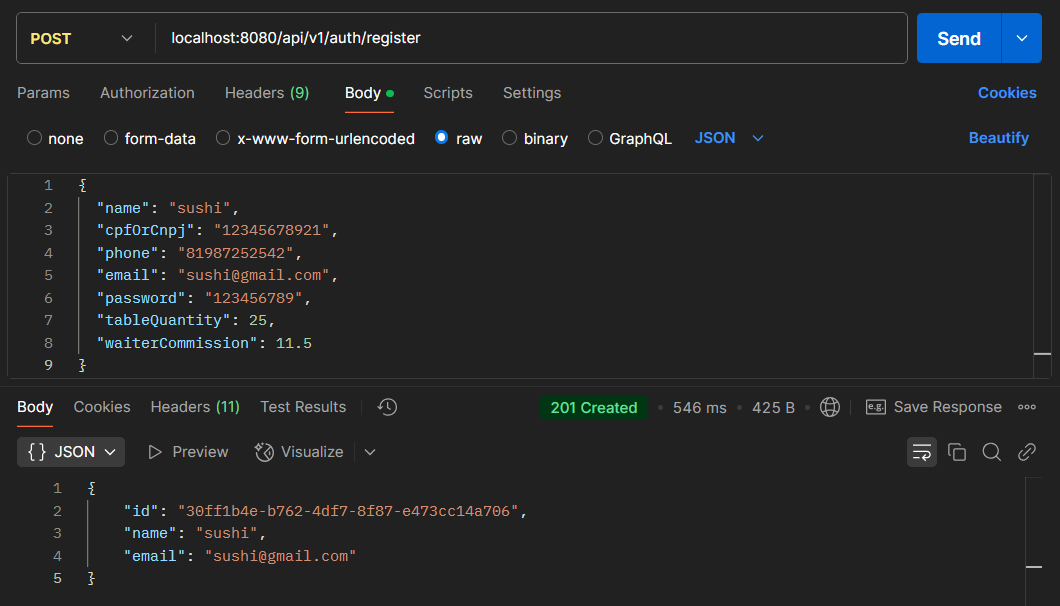 POST localhost:8080/api/v1/auth/register Send
Params Authorization Headers (9) Body Scripts Settings Cookies
none form-data x-www-form-urlencoded raw binary GraphQL JSON Beautify
1 {
2 "name": "sushi",
3 "cpfOrCnpj": "12345678921",
4 "phone": "81987252542",
5 "email": "sushi@gmail.com",
6 "password": "123456789",
7 "tableQuantity": 25,
8 "waiterCommission": 11.5
9 }
Body Cookies Headers (11) Test Results 201 Created • 546 ms • 425 B • e.g. Save Response
{} JSON Preview Visualize
1 {
2 "id": "30ff1b4e-b762-4df7-8f87-e473cc14a706",
3 "name": "sushi",
4 "email": "sushi@gmail.com"
5 }